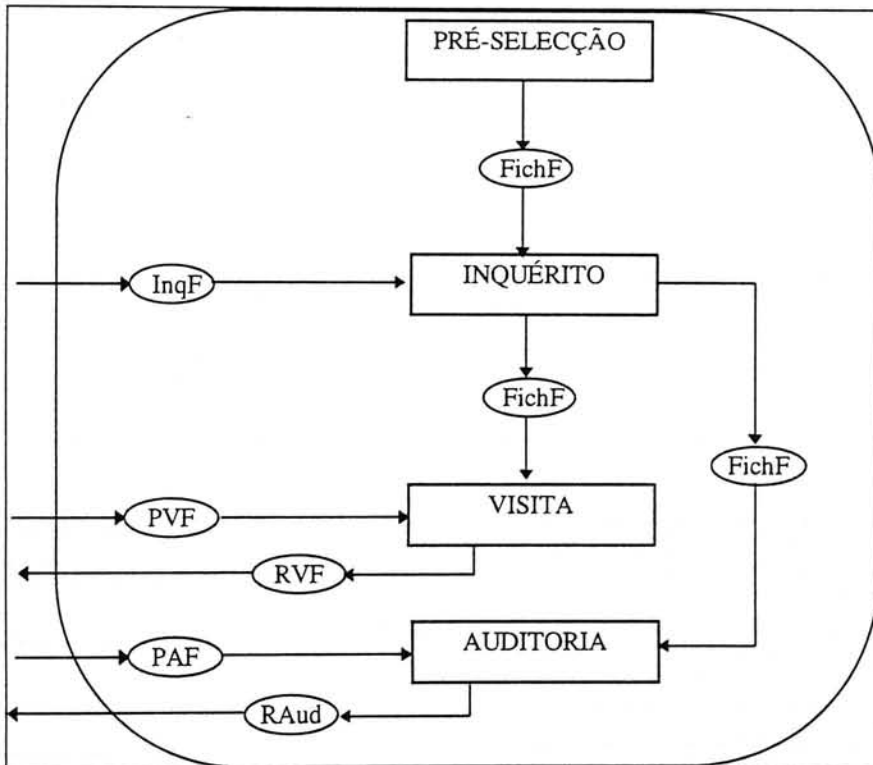 PRÉ-SELECÇÃO
FichF
InqF
INQUÉRITO
FichF
FichF
PVF
VISITA
RVF
PAF
AUDITORIA
RAud